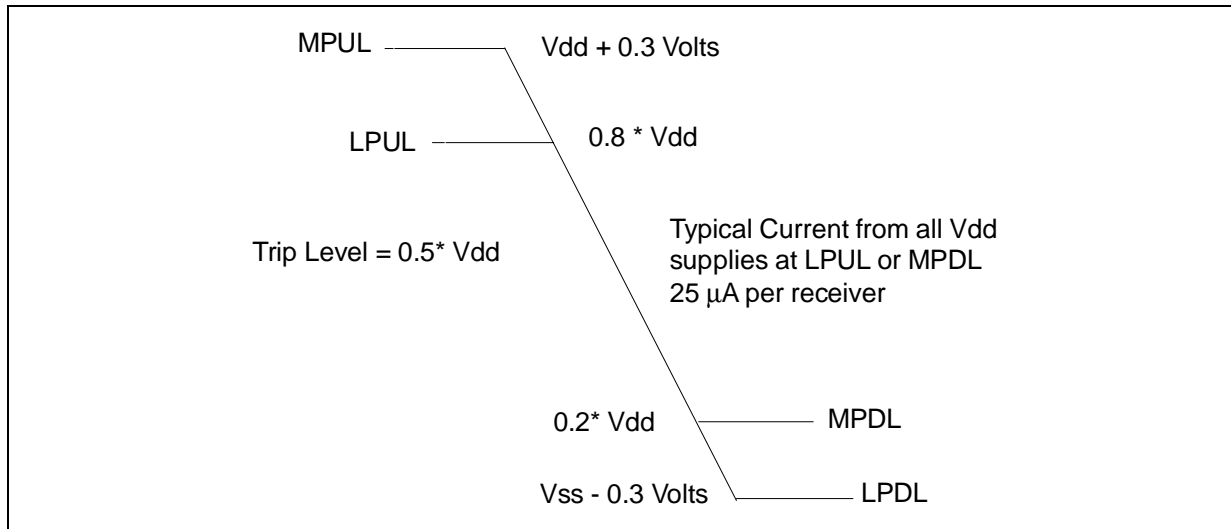 MPUL
Vdd + 0.3 Volts
LPUL
0.8 * Vdd
Trip Level = 0.5* Vdd
Typical Current from all Vdd
supplies at LPUL or MPDL
25 μA per receiver
0.2* Vdd
MPDL
Vss - 0.3 Volts
LPDL